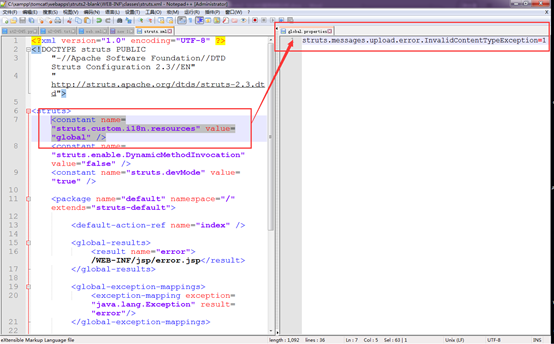 C:\xampp\tomcat\webapps\struts2-blank\WEB-INF\classes\struts.xml - Notepad++ [Administrator]
struts.xml
global.properties
1 <?xml version="1.0" encoding="UTF-8" ?>
2 <!DOCTYPE struts PUBLIC
3 "-//Apache Software Foundation//DTD
Struts Configuration 2.3//EN"
4 "
http://struts.apache.org/dtds/struts-2.3.dt
d">
5
6 <struts>
7 <constant name=
"struts.custom.i18n.resources" value=
"global" />
8 <constant name=
"struts.enable.DynamicMethodInvocation"
value="false" />
9 <constant name="struts.devMode" value=
"true" />
10
11 <package name="default" namespace="/"
extends="struts-default">
12
13 <default-action-ref name="index" />
14
15 <global-results>
16 <result name="error">
/WEB-INF/jsp/error.jsp</result>
17 </global-results>
18
19 <global-exception-mappings>
20 <exception-mapping exception=
"java.lang.Exception" result=
"error"/>
21 </global-exception-mappings>
22
struts.messages.upload.error.InvalidContentTypeException=1
eXtensible Markup Language file
length : 1,092 lines : 36
Ln : 7 Col : 5 Sel : 63 | 1
Unix (LF)
UTF-8
INS